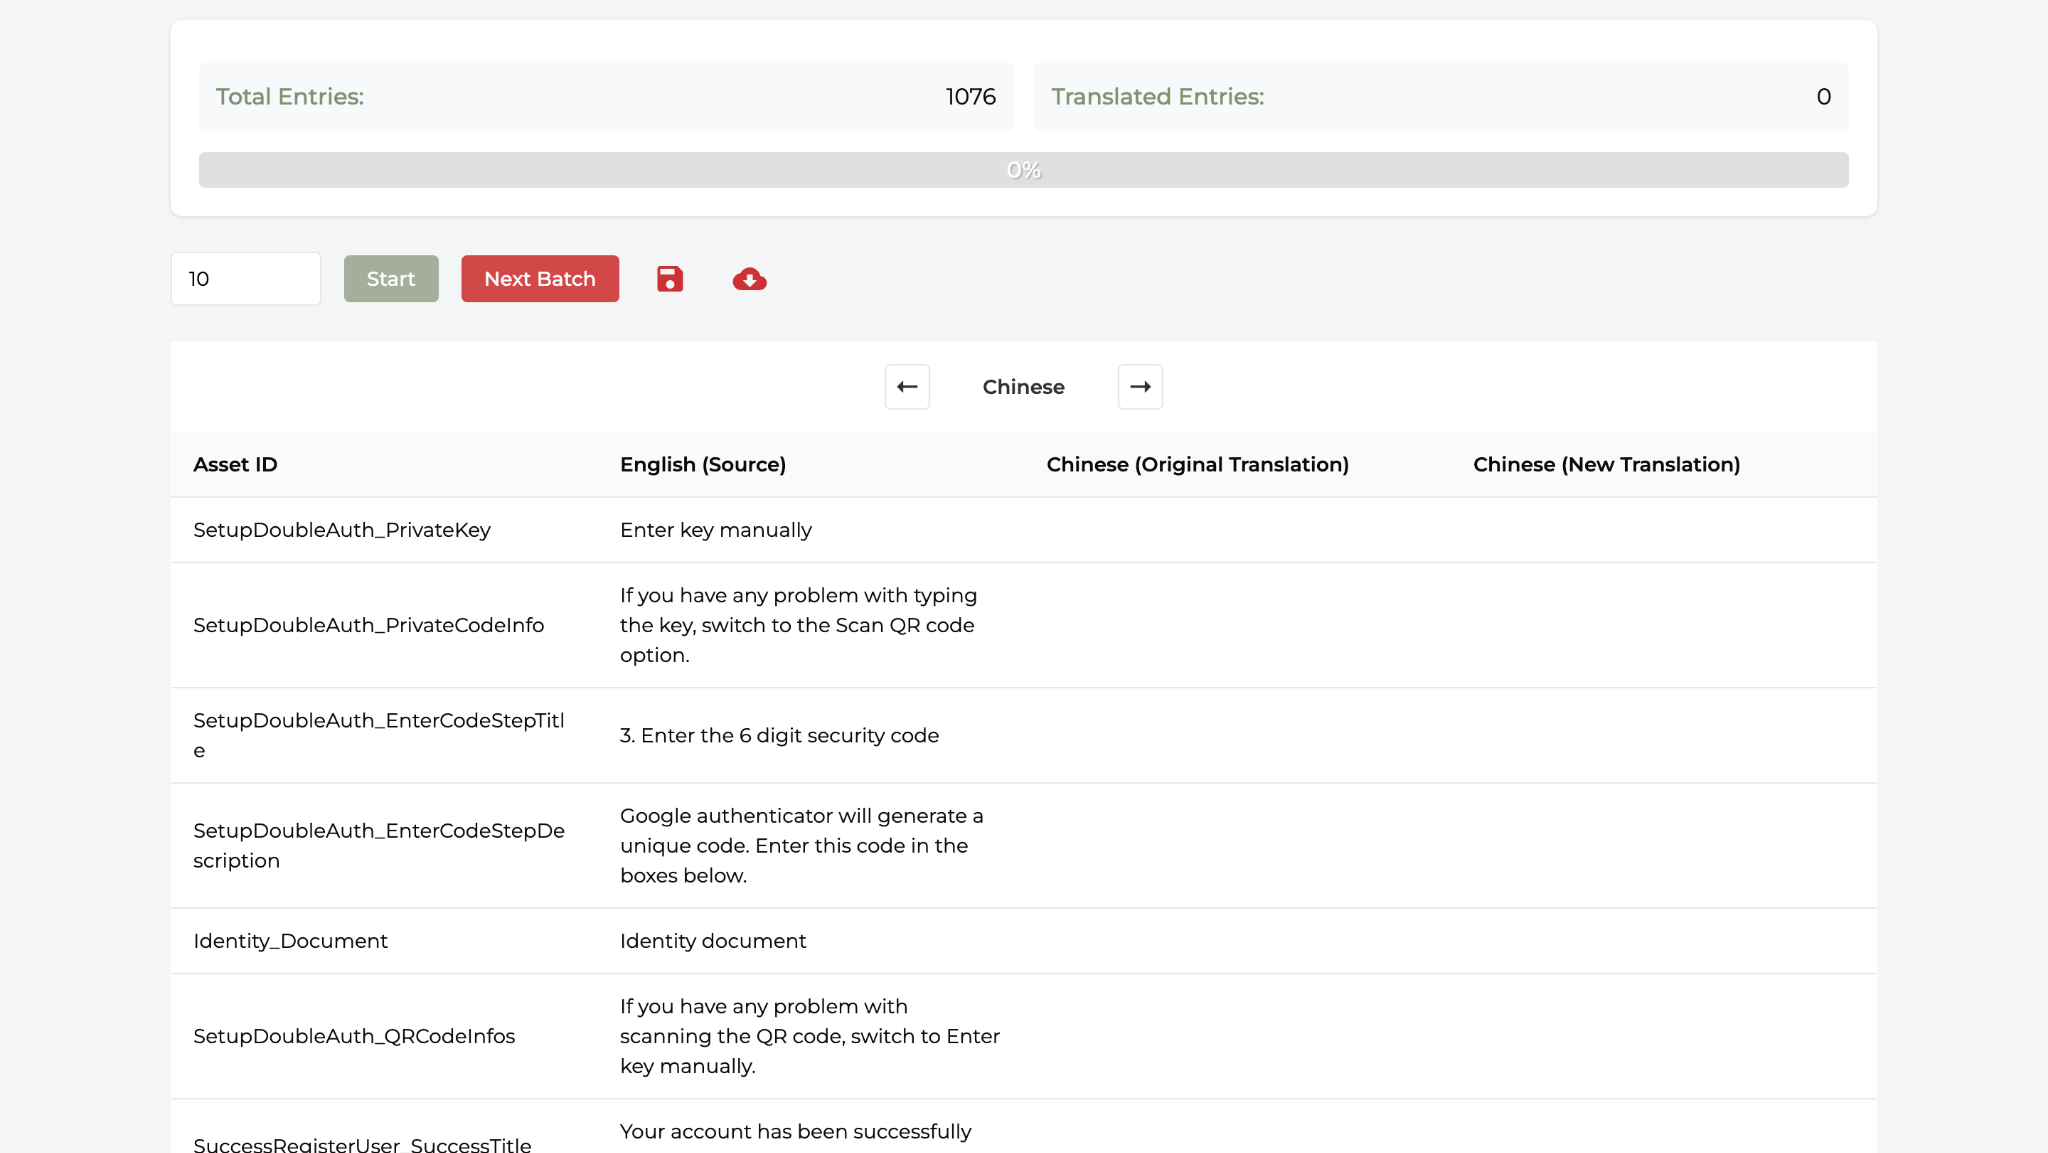 Total Entries: 1076 Translated Entries: 0
0%
10 Start Next Batch
Chinese
Asset ID English (Source) Chinese (Original Translation) Chinese (New Translation)
SetupDoubleAuth_PrivateKey Enter key manually
SetupDoubleAuth_PrivateCodeInfo
If you have any problem with typing
the key, switch to the Scan QR code
option.
SetupDoubleAuth_EnterCodeStepTitl
e
3. Enter the 6 digit security code
SetupDoubleAuth_EnterCodeStepDe
scription
Google authenticator will generate a
unique code. Enter this code in the
boxes below.
Identity_Document Identity document
SetupDoubleAuth_QRCodeInfos
If you have any problem with
scanning the QR code, switch to Enter
key manually.
SuccessRegisterUser_SuccessTitle
Your account has been successfully